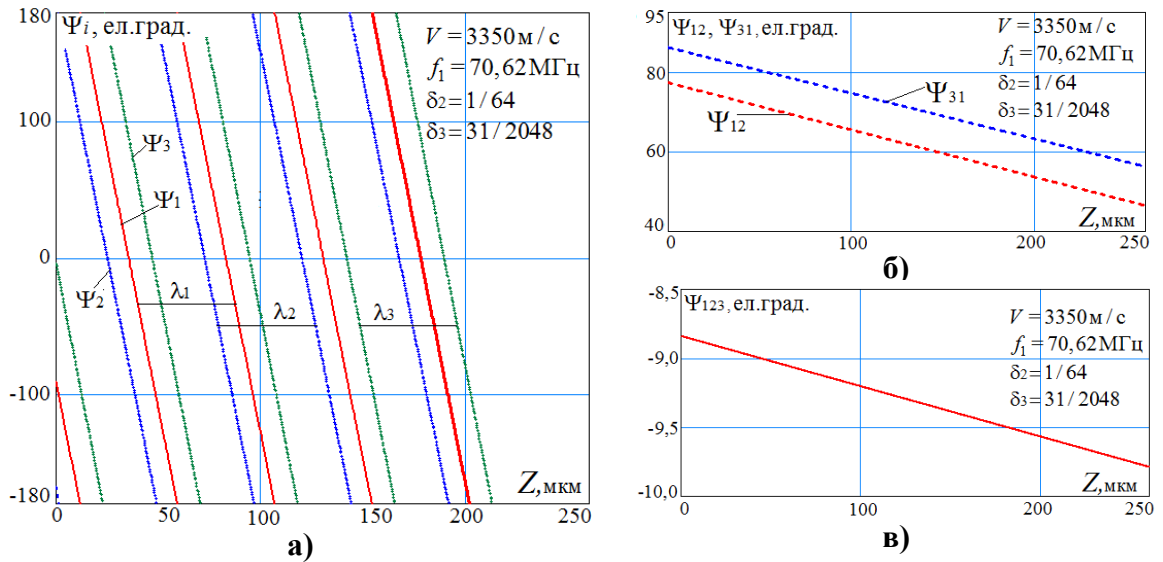 180
Ψi, ел.град.
V = 3350 м / с
f1 = 70,62 МГц
δ2 = 1 / 64
δ3 = 31 / 2048
100
Ψ3
Ψ1
0
Ψ2
λ1
λ2
λ3
-100
-180
Z, мкм
0 50 100 150 200 250
а)
95
Ψ12, Ψ31, ел.град.
V = 3350 м / с
f1 = 70,62 МГц
δ2 = 1 / 64
δ3 = 31 / 2048
80
Ψ31
Ψ12
60
40
Z, мкм
0 100 200 250
б)
-8,5
Ψ123, ел.град.
V = 3350 м / с
f1 = 70,62 МГц
δ2 = 1 / 64
δ3 = 31 / 2048
-9,0
-9,5
-10,0
Z, мкм
0 100 200 250
в)